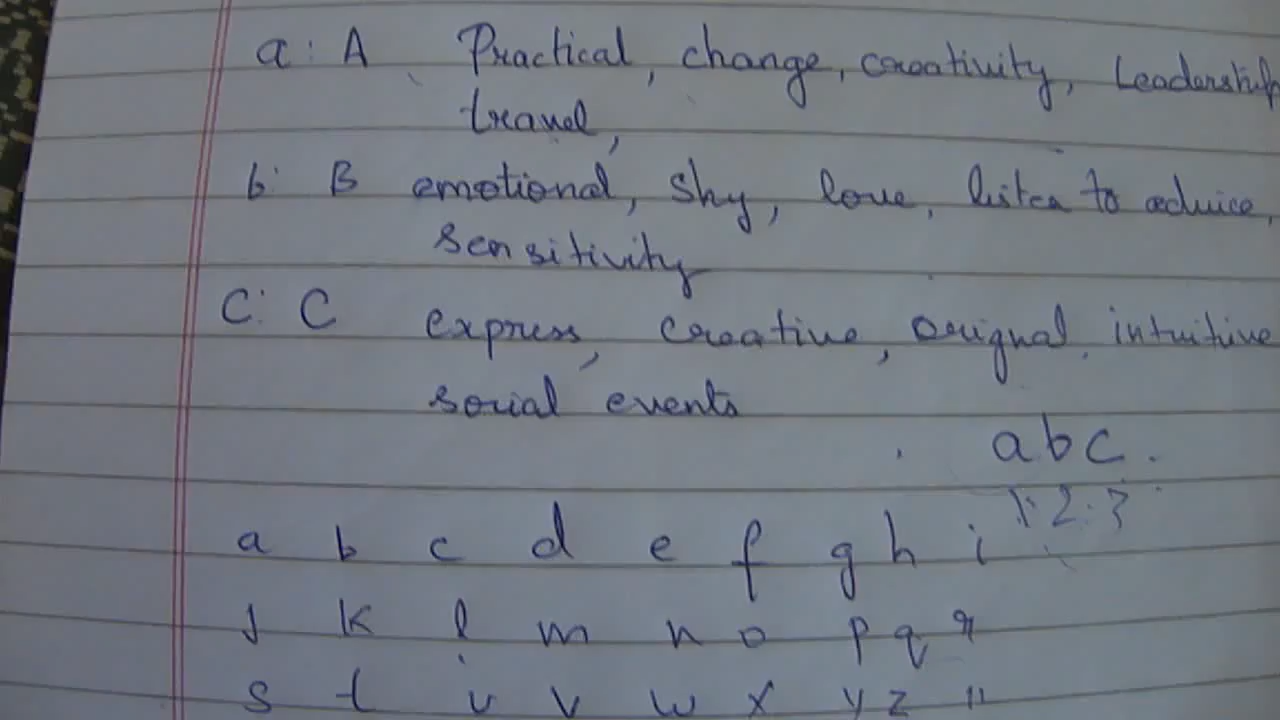 a: A Practical, change, creativity, Leadership
travel,
b: B emotional, shy, love, listen to advice,
sensitivity
C: C express, creative, orignal, intuitive
social events
abc.
1.2.3
a b c d e f g h i
j k l m n o p q r
s t u v w x y z "